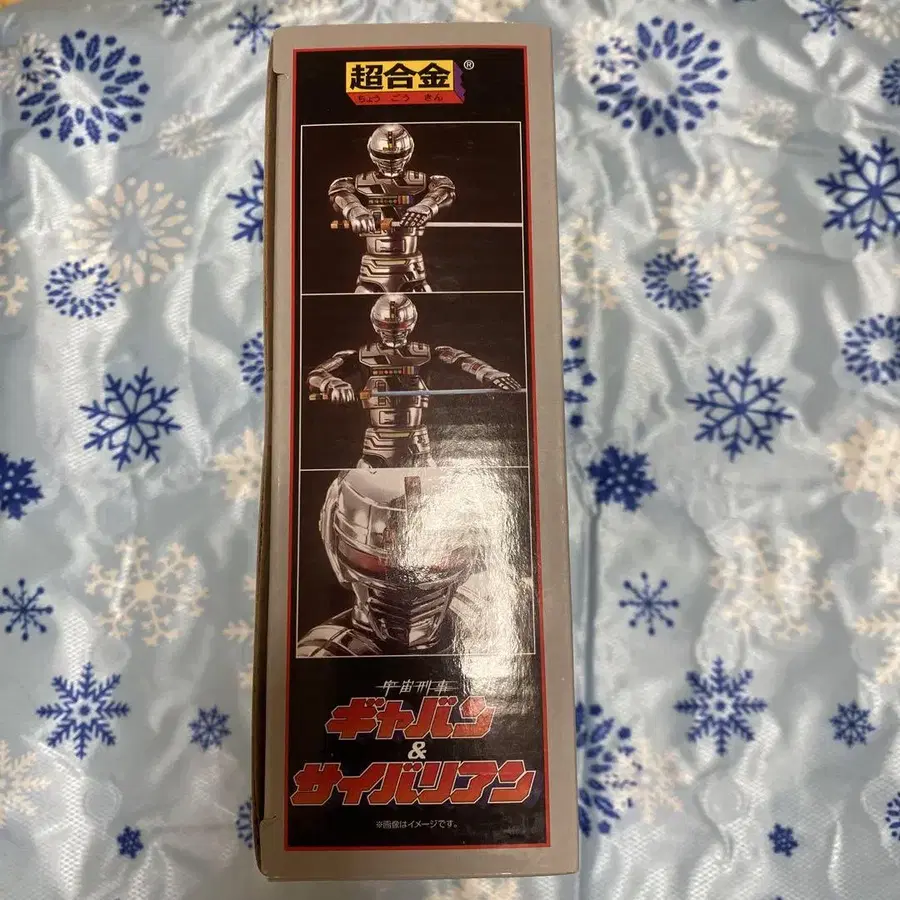 超合金®
ちょう ごう きん
宇宙刑事
ギャバン
&
サイバリアン
※画像はイメージです。